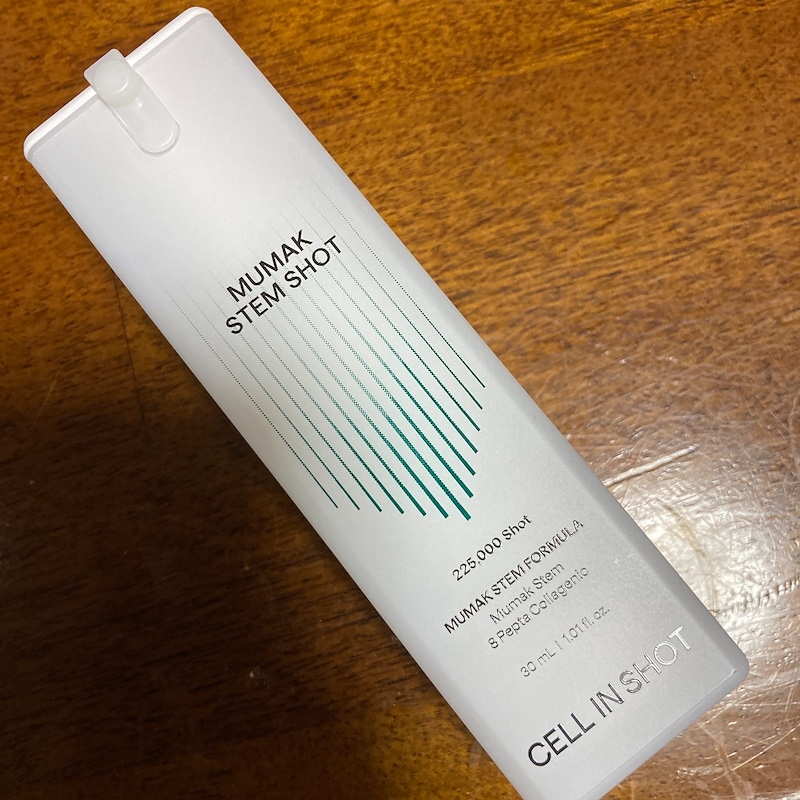 MUMAK
STEM SHOT
225,000 Shot
MUMAK STEM FORMULA
Mumak Stem
8 Pepta Collagenic
30 mL | 1.01 fl. oz.
CELL IN SHOT